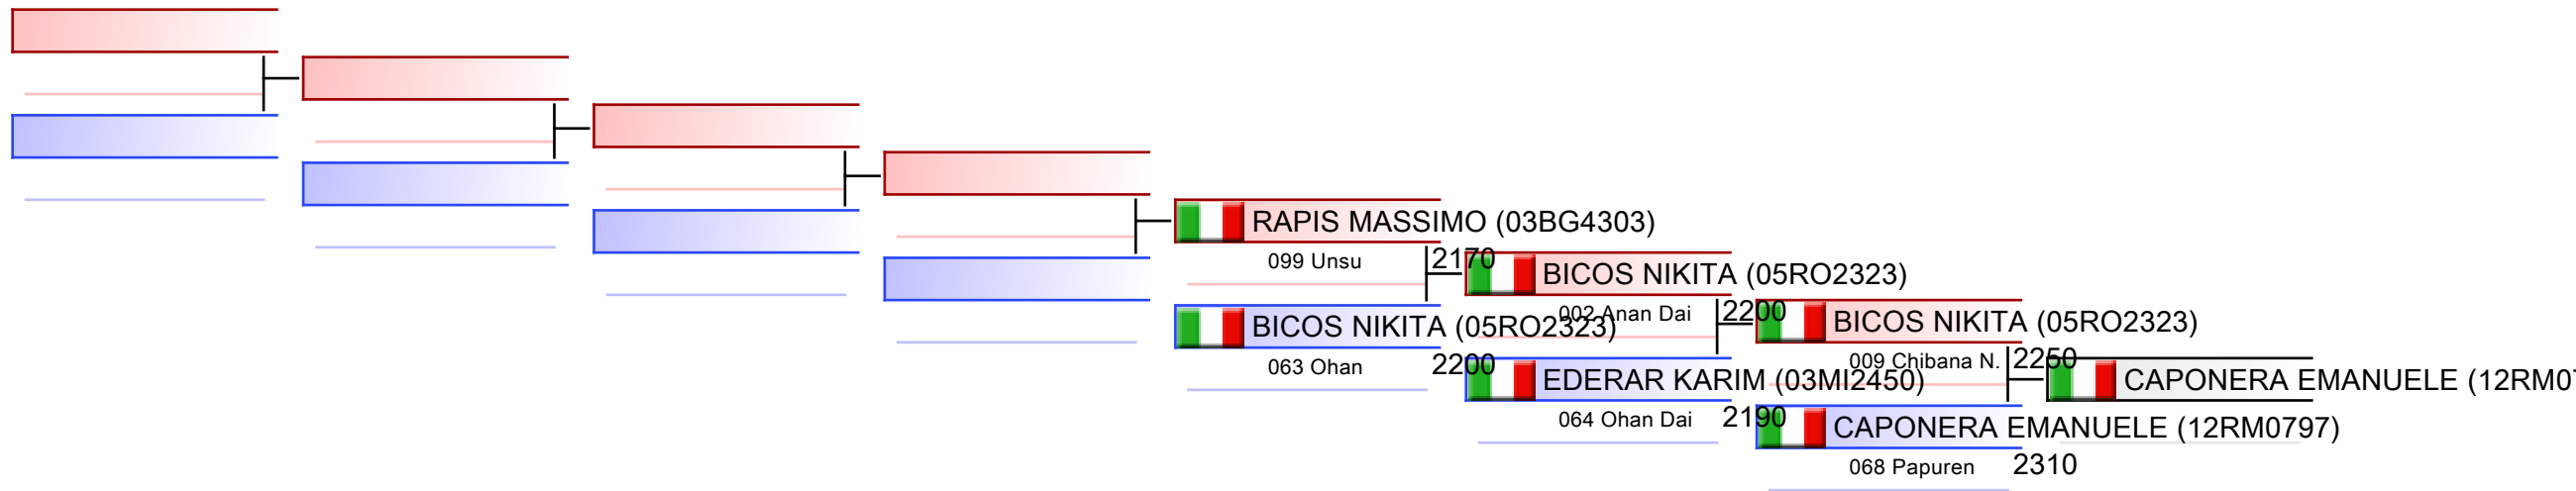 RAPIS MASSIMO (03BG4303)
099 Unsu 2170
BICOS NIKITA (05RO2323)
063 Ohan 2200
BICOS NIKITA (05RO2323)
002 Anan Dai 2200
EDERAR KARIM (03MI2450)
064 Ohan Dai 2190
BICOS NIKITA (05RO2323)
009 Chibana N. 2250
CAPONERA EMANUELE (12RM0797)
068 Papuren 2310
CAPONERA EMANUELE (12RM0